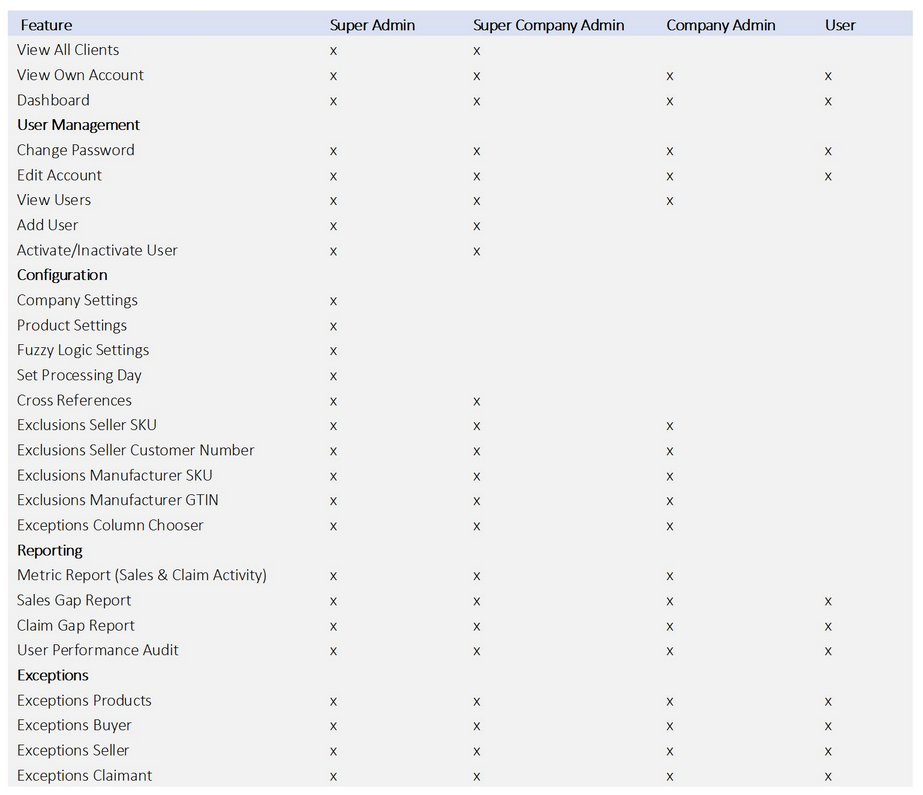 Feature Super Admin Super Company Admin Company Admin User
View All Clients x x
View Own Account x x x x
Dashboard x x x x
User Management
Change Password x x x x
Edit Account x x x x
View Users x x x
Add User x x
Activate/Inactivate User x x
Configuration
Company Settings x
Product Settings x
Fuzzy Logic Settings x
Set Processing Day x
Cross References x x
Exclusions Seller SKU x x x
Exclusions Seller Customer Number x x x
Exclusions Manufacturer SKU x x x
Exclusions Manufacturer GTIN x x x
Exceptions Column Chooser x x x
Reporting
Metric Report (Sales & Claim Activity) x x x
Sales Gap Report x x x x
Claim Gap Report x x x x
User Performance Audit x x x x
Exceptions
Exceptions Products x x x x
Exceptions Buyer x x x x
Exceptions Seller x x x x
Exceptions Claimant x x x x